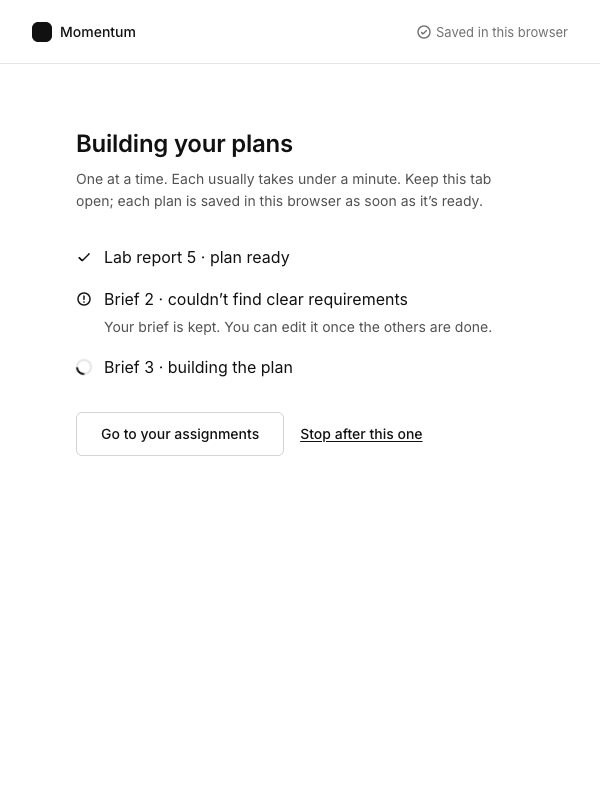 Momentum
Saved in this browser
Building your plans
One at a time. Each usually takes under a minute. Keep this tab
open; each plan is saved in this browser as soon as it’s ready.
Lab report 5 · plan ready
Brief 2 · couldn’t find clear requirements
Your brief is kept. You can edit it once the others are done.
Brief 3 · building the plan
Go to your assignments
Stop after this one